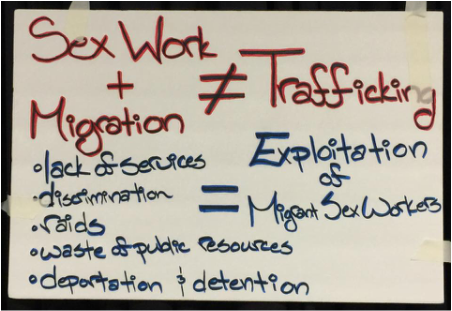 Sex Work
+
Migration
≠ Trafficking
• lack of services
• discrimination
• raids
• waste of public resources
• deportation & detention
= Exploitation
of
Migrant Sex Workers